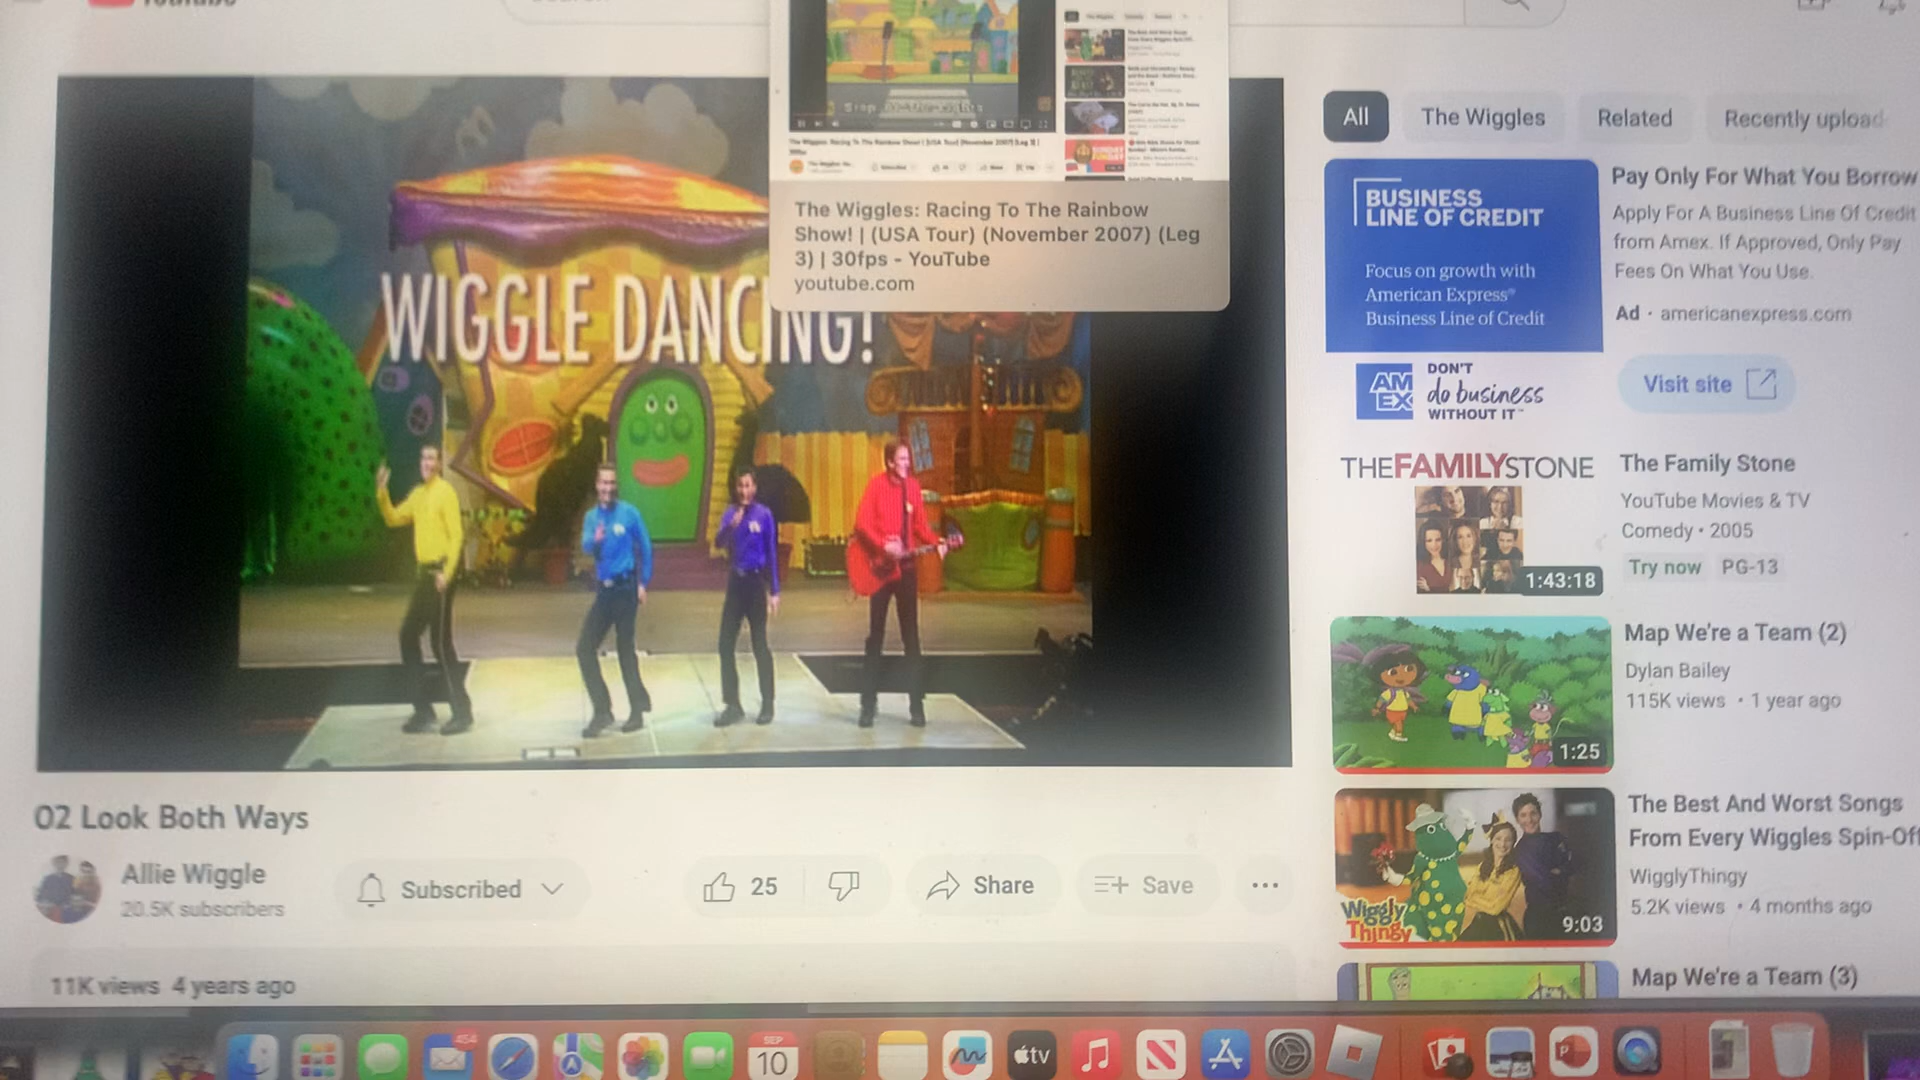 The Wiggles: Racing To The Rainbow
Show! | (USA Tour) (November 2007) (Leg
3) | 30fps - YouTube
youtube.com
WIGGLE DANCING!
02 Look Both Ways
Allie Wiggle
20.5K subscribers
Subscribed
25
Share
Save
11K views 4 years ago
All
The Wiggles
Related
Recently upload
BUSINESS
LINE OF CREDIT
Focus on growth with
American Express®
Business Line of Credit
Pay Only For What You Borrow
Apply For A Business Line Of Credit
from Amex. If Approved, Only Pay
Fees On What You Use.
Ad · americanexpress.com
AM
EX
DON'T
do business
WITHOUT IT™
Visit site
THE FAMILY STONE
1:43:18
The Family Stone
YouTube Movies & TV
Comedy • 2005
Try now PG-13
1:25
Map We're a Team (2)
Dylan Bailey
115K views • 1 year ago
Wiggly
Thingy
9:03
The Best And Worst Songs
From Every Wiggles Spin-Off
WigglyThingy
5.2K views • 4 months ago
Map We're a Team (3)
454
SEP
10
tv
P